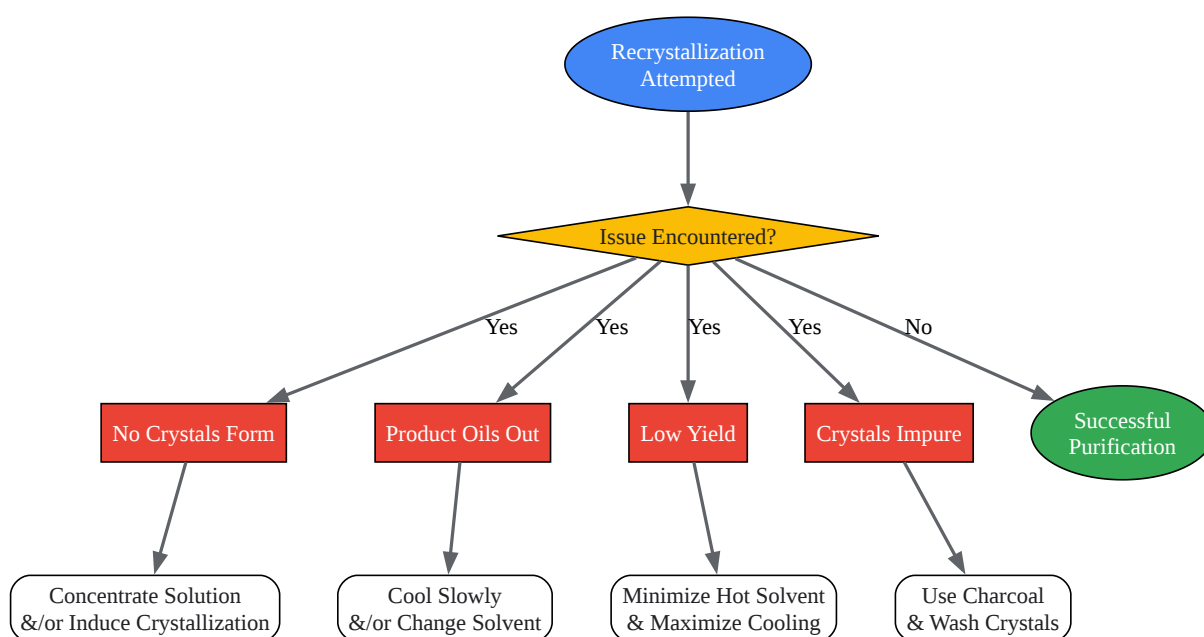 Recrystallization
Attempted
Issue Encountered?
Yes
Yes
Yes
Yes
No
No Crystals Form
Product Oils Out
Low Yield
Crystals Impure
Successful
Purification
Concentrate Solution
&/or Induce Crystallization
Cool Slowly
&/or Change Solvent
Minimize Hot Solvent
& Maximize Cooling
Use Charcoal
& Wash Crystals